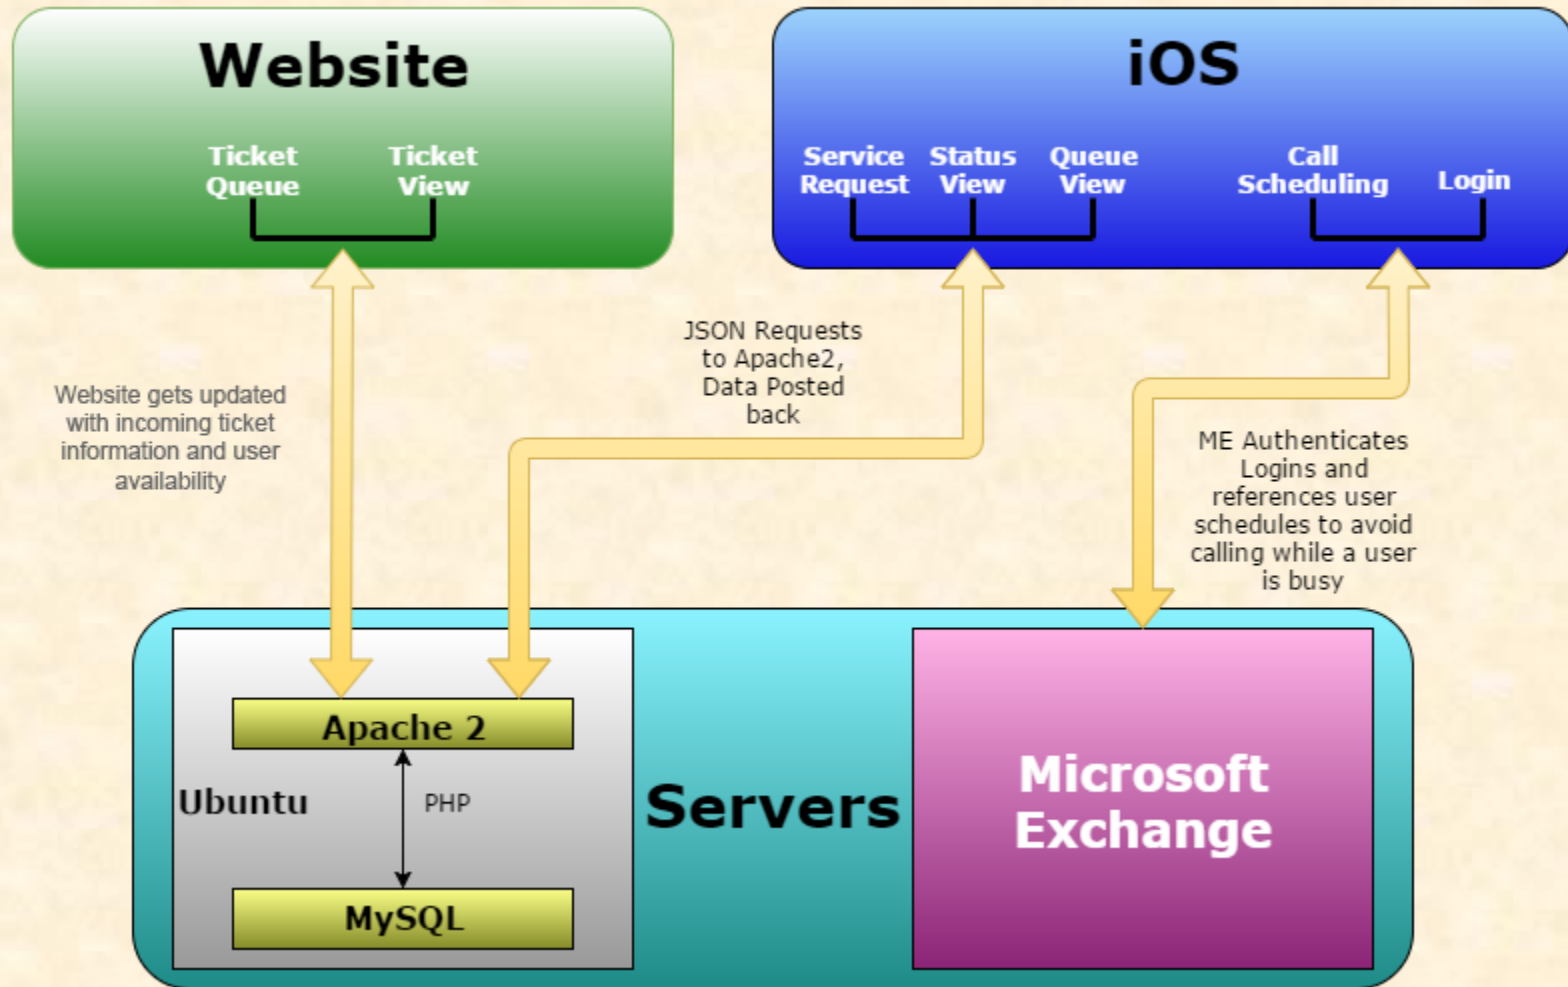 Website
Ticket
Queue
Ticket
View
iOS
Service
Request
Status
View
Queue
View
Call
Scheduling
Login
Website gets updated
with incoming ticket
information and user
availability
JSON Requests
to Apache2,
Data Posted
back
ME Authenticates
Logins and
references user
schedules to avoid
calling while a user
is busy
Apache 2
Ubuntu
PHP
MySQL
Servers
Microsoft
Exchange